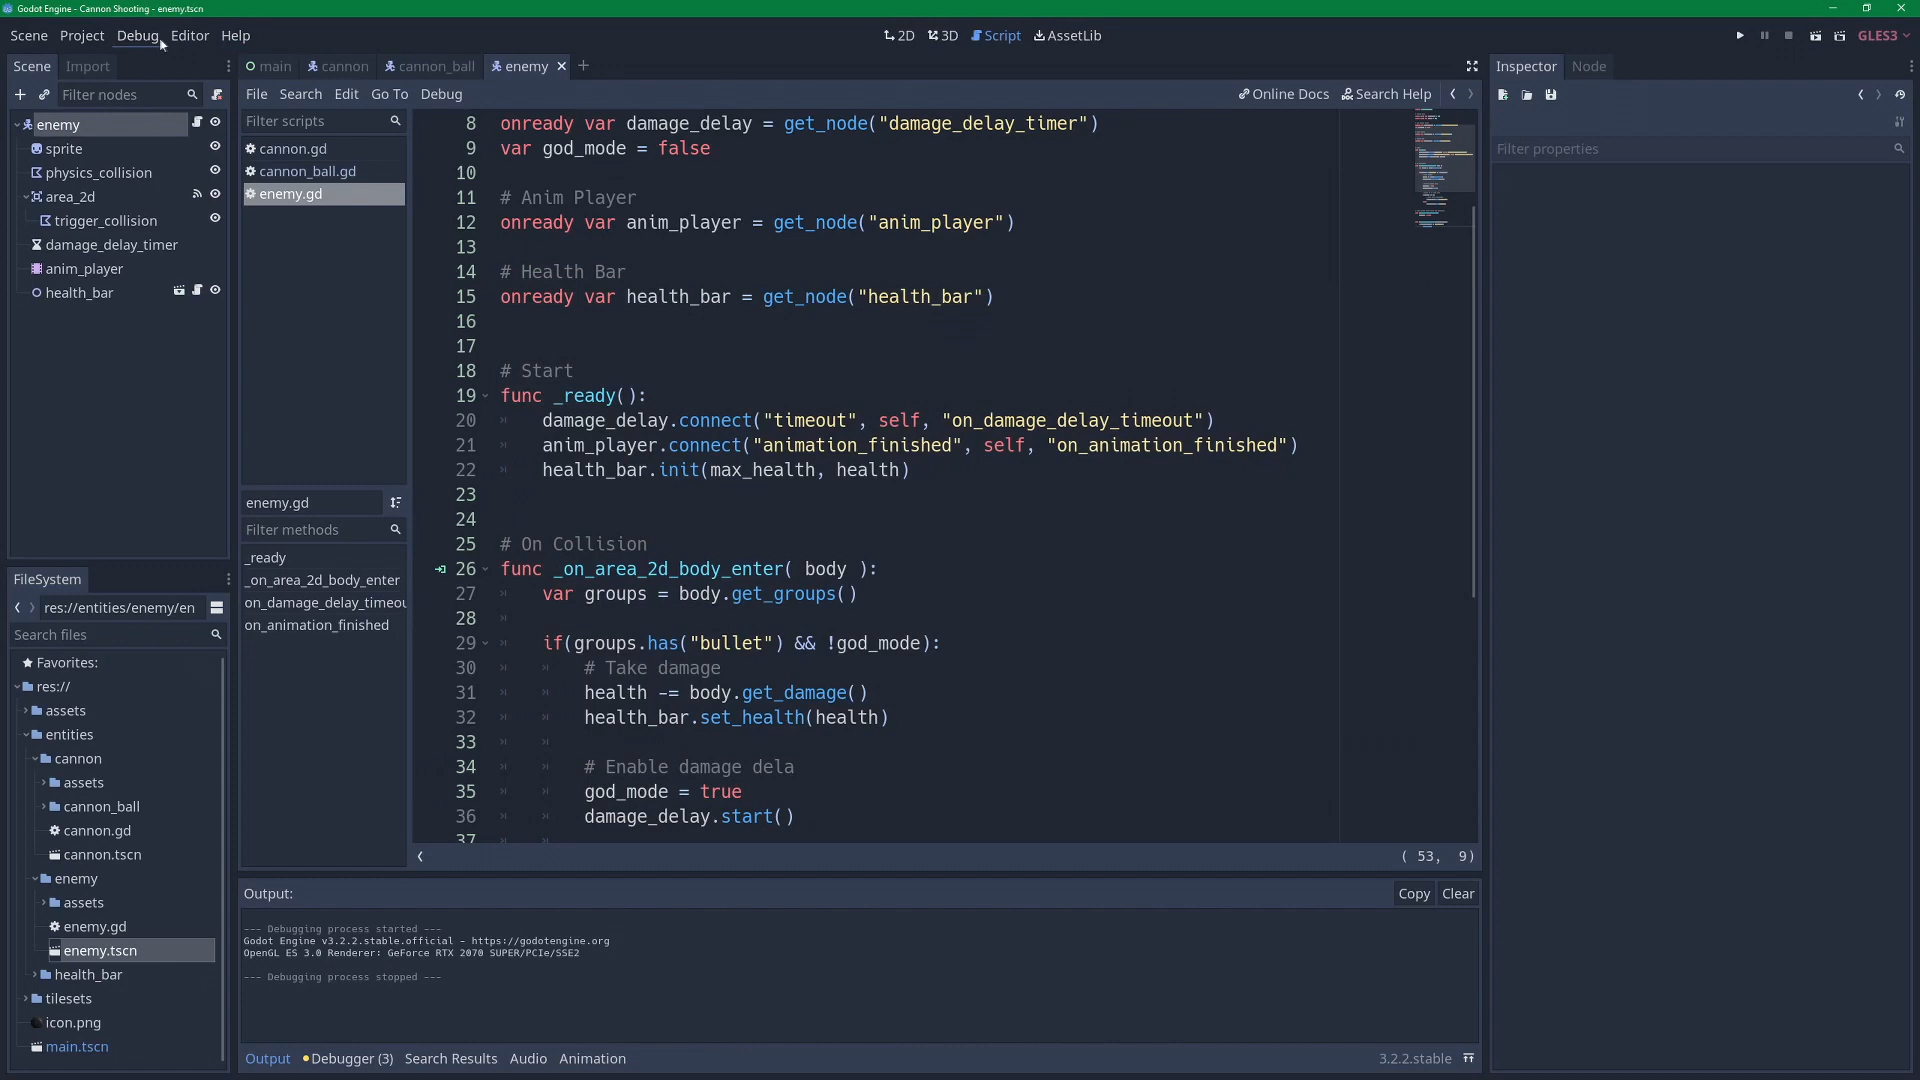 Godot Engine - Cannon Shooting - enemy.tscn
Scene Project Debug Editor Help
2D 3D Script AssetLib
GLES3
Scene Import
Filter nodes
enemy
sprite
physics_collision
area_2d
trigger_collision
damage_delay_timer
anim_player
health_bar
FileSystem
res://entities/enemy/en
Search files
Favorites:
res://
assets
entities
cannon
assets
cannon_ball
cannon.gd
cannon.tscn
enemy
assets
enemy.gd
enemy.tscn
health_bar
tilesets
icon.png
main.tscn
main cannon cannon_ball enemy
File Search Edit Go To Debug
Online Docs Search Help
Filter scripts
cannon.gd
cannon_ball.gd
enemy.gd
enemy.gd
Filter methods
_ready
_on_area_2d_body_enter
on_damage_delay_timeou
on_animation_finished
8 onready var damage_delay = get_node("damage_delay_timer")
9 var god_mode = false
10
11 # Anim Player
12 onready var anim_player = get_node("anim_player")
13
14 # Health Bar
15 onready var health_bar = get_node("health_bar")
16
17
18 # Start
19 func _ready():
20 damage_delay.connect("timeout", self, "on_damage_delay_timeout")
21 anim_player.connect("animation_finished", self, "on_animation_finished")
22 health_bar.init(max_health, health)
23
24
25 # On Collision
26 func _on_area_2d_body_enter( body ):
27 var groups = body.get_groups()
28
29 if(groups.has("bullet") && !god_mode):
30 # Take damage
31 health -= body.get_damage()
32 health_bar.set_health(health)
33
34 # Enable damage dela
35 god_mode = true
36 damage_delay.start()
37
( 53, 9)
Output:
Copy Clear
--- Debugging process started ---
Godot Engine v3.2.2.stable.official - https://godotengine.org
OpenGL ES 3.0 Renderer: GeForce RTX 2070 SUPER/PCIe/SSE2
--- Debugging process stopped ---
Output Debugger (3) Search Results Audio Animation
3.2.2.stable
Inspector Node
Filter properties